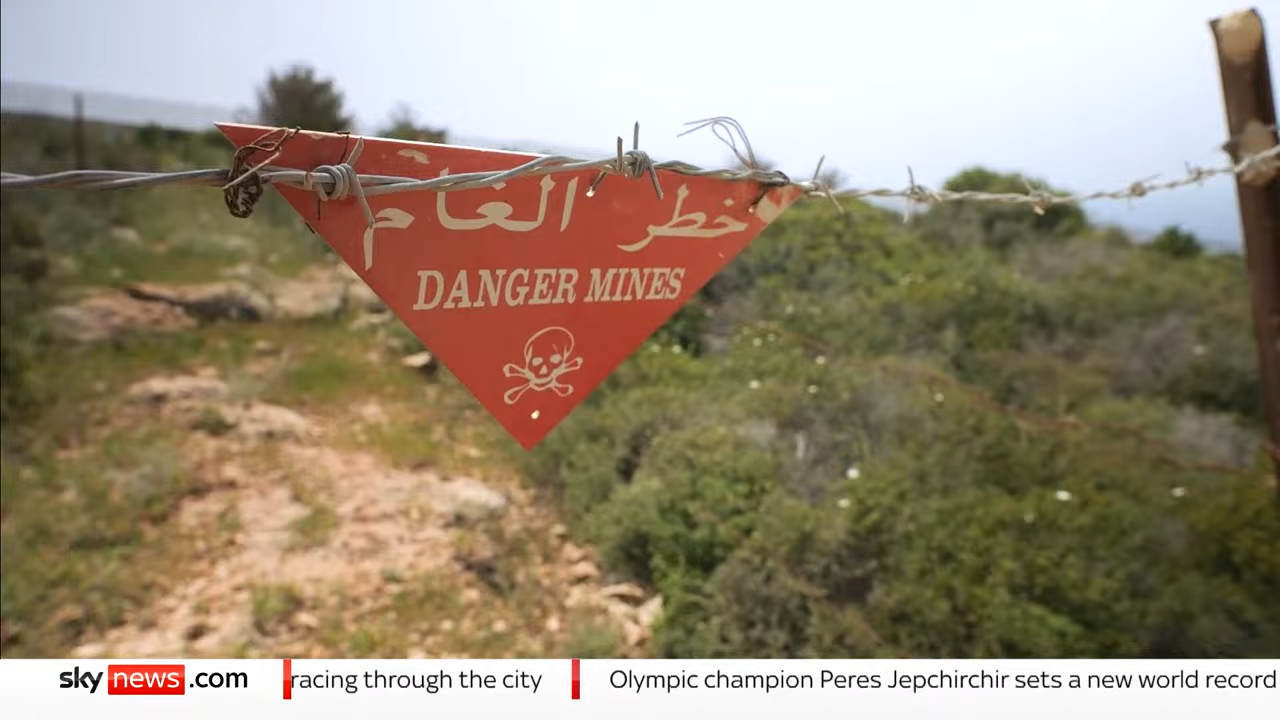 خطر الغام
DANGER MINES
sky news .com
racing through the city
Olympic champion Peres Jepchirchir sets a new world record